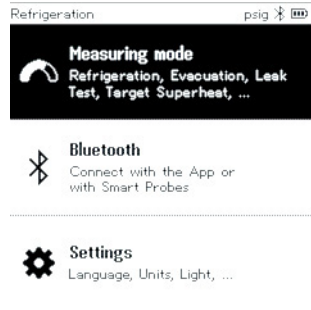 Refrigeration psig
Measuring mode
Refrigeration, Evacuation, Leak
Test, Target Superheat, ...
Bluetooth
Connect with the App or
with Smart Probes
Settings
Language, Units, Light, ...